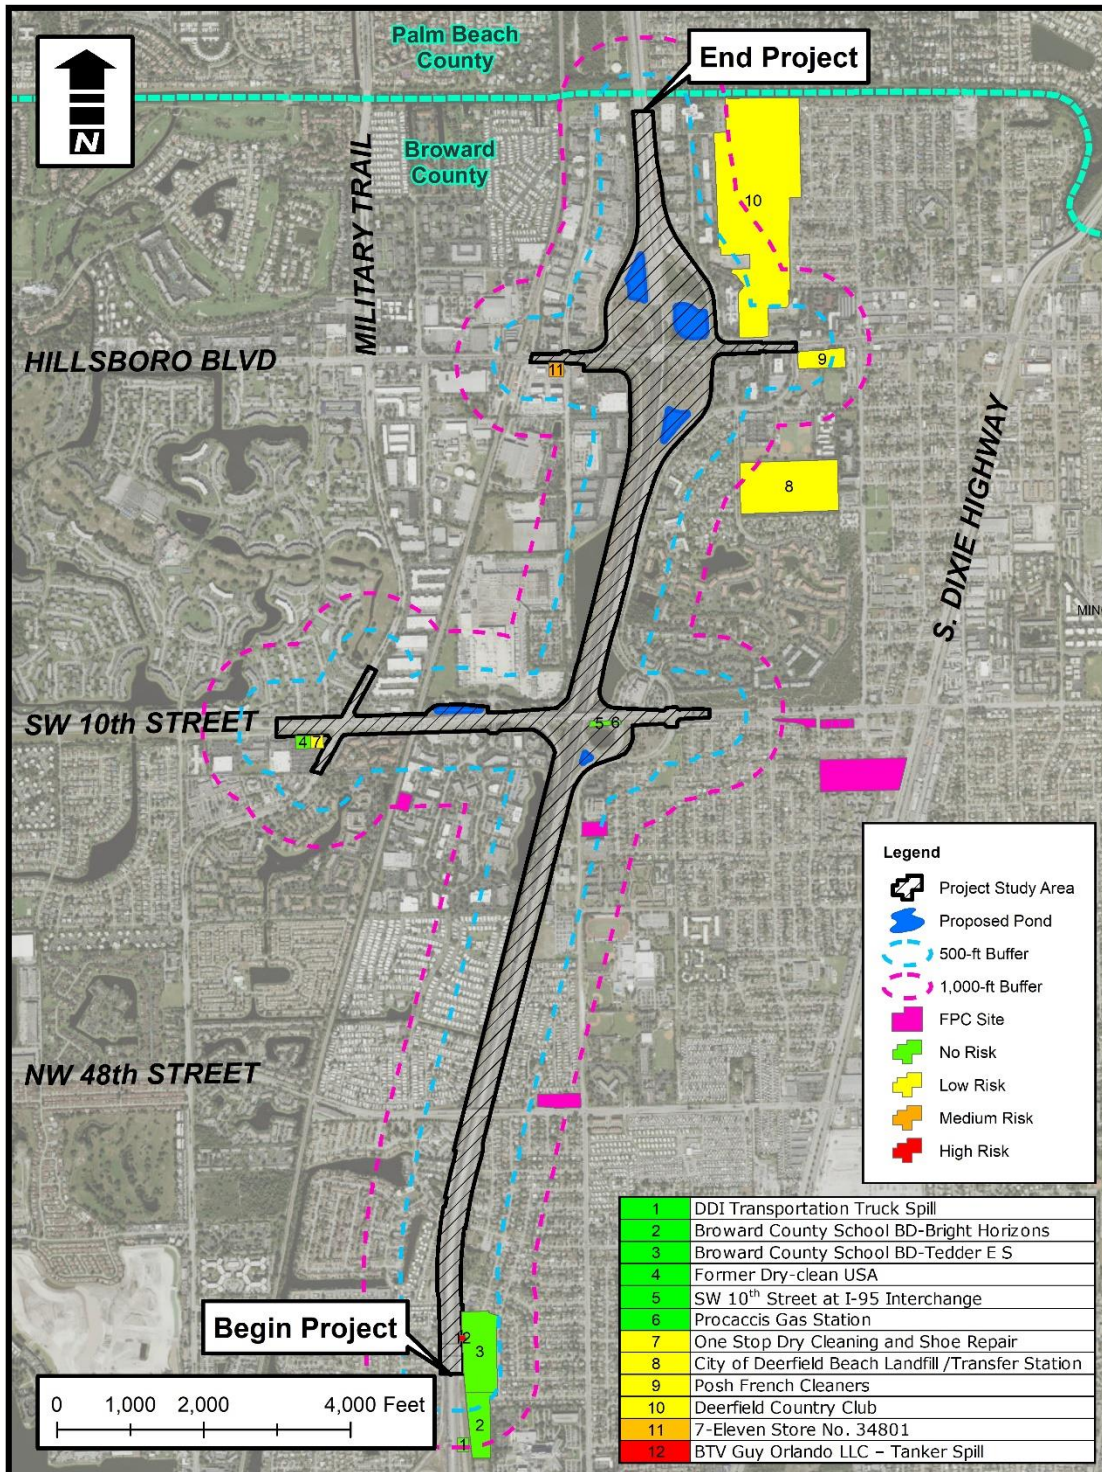 Palm Beach
County
End Project
N
MILITARY TRAIL
Broward
County
10
HILLSBORO BLVD
9
11
S. DIXIE HIGHWAY
8
SW 10th STREET
5
6
4
7
Legend
Project Study Area
Proposed Pond
500-ft Buffer
1,000-ft Buffer
FPC Site
No Risk
Low Risk
Medium Risk
High Risk
NW 48th STREET
Begin Project
3
2
1
0 1,000 2,000 4,000 Feet
1 DDI Transportation Truck Spill
2 Broward County School BD-Bright Horizons
3 Broward County School BD-Tedder E S
4 Former Dry-clean USA
5 SW 10th Street at I-95 Interchange
6 Procaccis Gas Station
7 One Stop Dry Cleaning and Shoe Repair
8 City of Deerfield Beach Landfill /Transfer Station
9 Posh French Cleaners
10 Deerfield Country Club
11 7-Eleven Store No. 34801
12 BTV Guy Orlando LLC – Tanker Spill